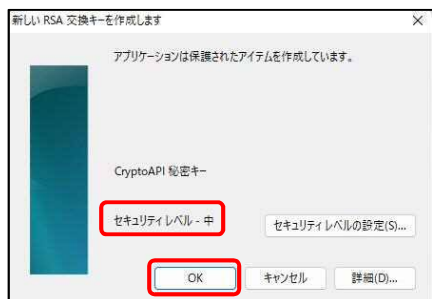 新しい RSA 交換キーを作成します
アプリケーションは保護されたアイテムを作成しています。
CryptoAPI 秘密キー
セキュリティ レベル - 中
セキュリティ レベルの設定(S)...
OK
キャンセル
詳細(D)...